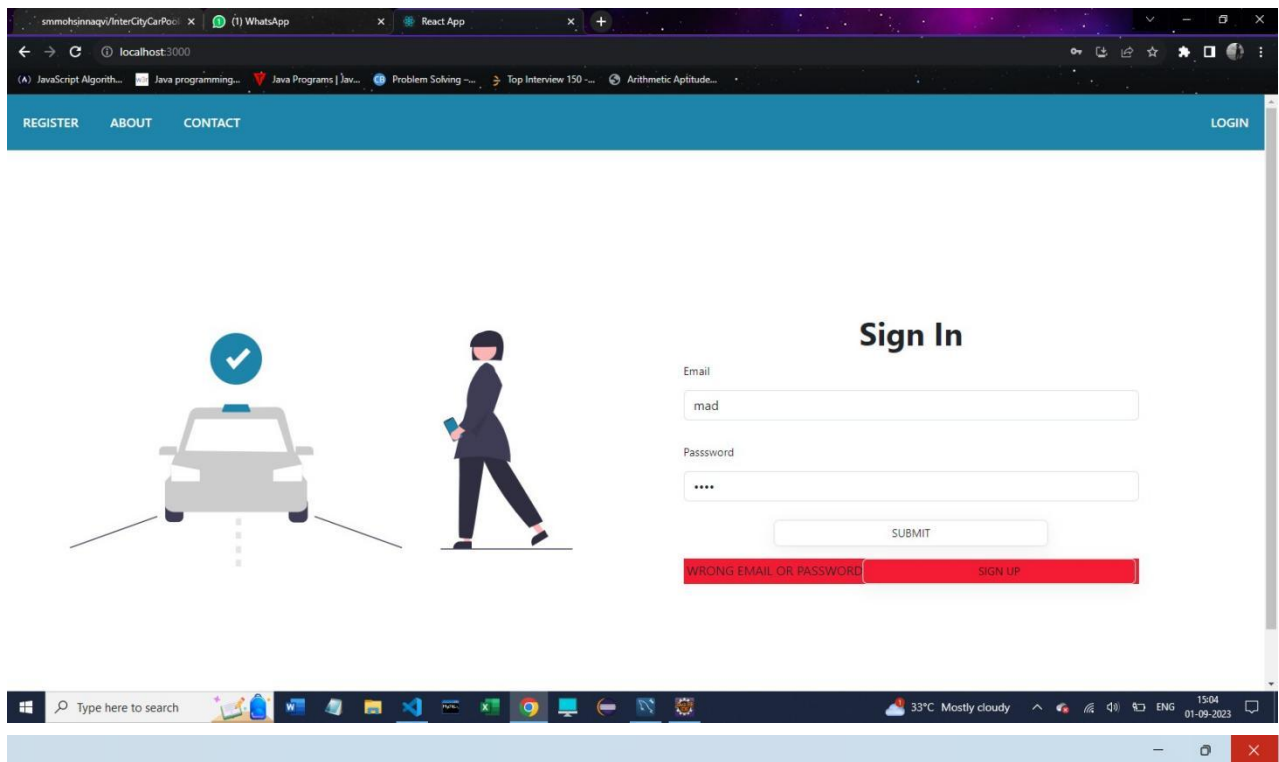 smmohsinnaqvi/InterCityCarPool
(1) WhatsApp
React App
localhost:3000
JavaScript Algorith...
Java programming...
Java Programs | Jav...
Problem Solving –...
Top Interview 150 -...
Arithmetic Aptitude...
REGISTER ABOUT CONTACT LOGIN
Sign In
Email
mad
Passsword
••••
SUBMIT
WRONG EMAIL OR PASSWORD SIGN UP
Type here to search
33°C Mostly cloudy
ENG
15:04
01-09-2023